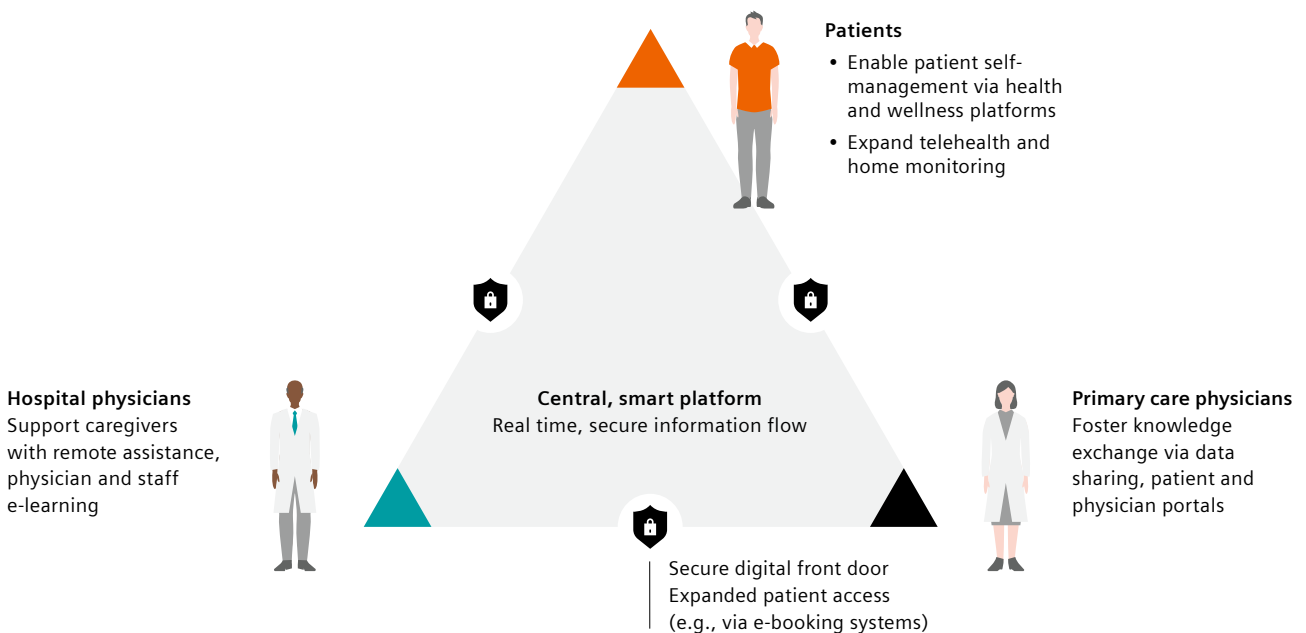 Patients
• Enable patient self-
management via health
and wellness platforms
• Expand telehealth and
home monitoring
Hospital physicians
Support caregivers
with remote assistance,
physician and staff
e-learning
Central, smart platform
Real time, secure information flow
Primary care physicians
Foster knowledge
exchange via data
sharing, patient and
physician portals
Secure digital front door
Expanded patient access
(e.g., via e-booking systems)